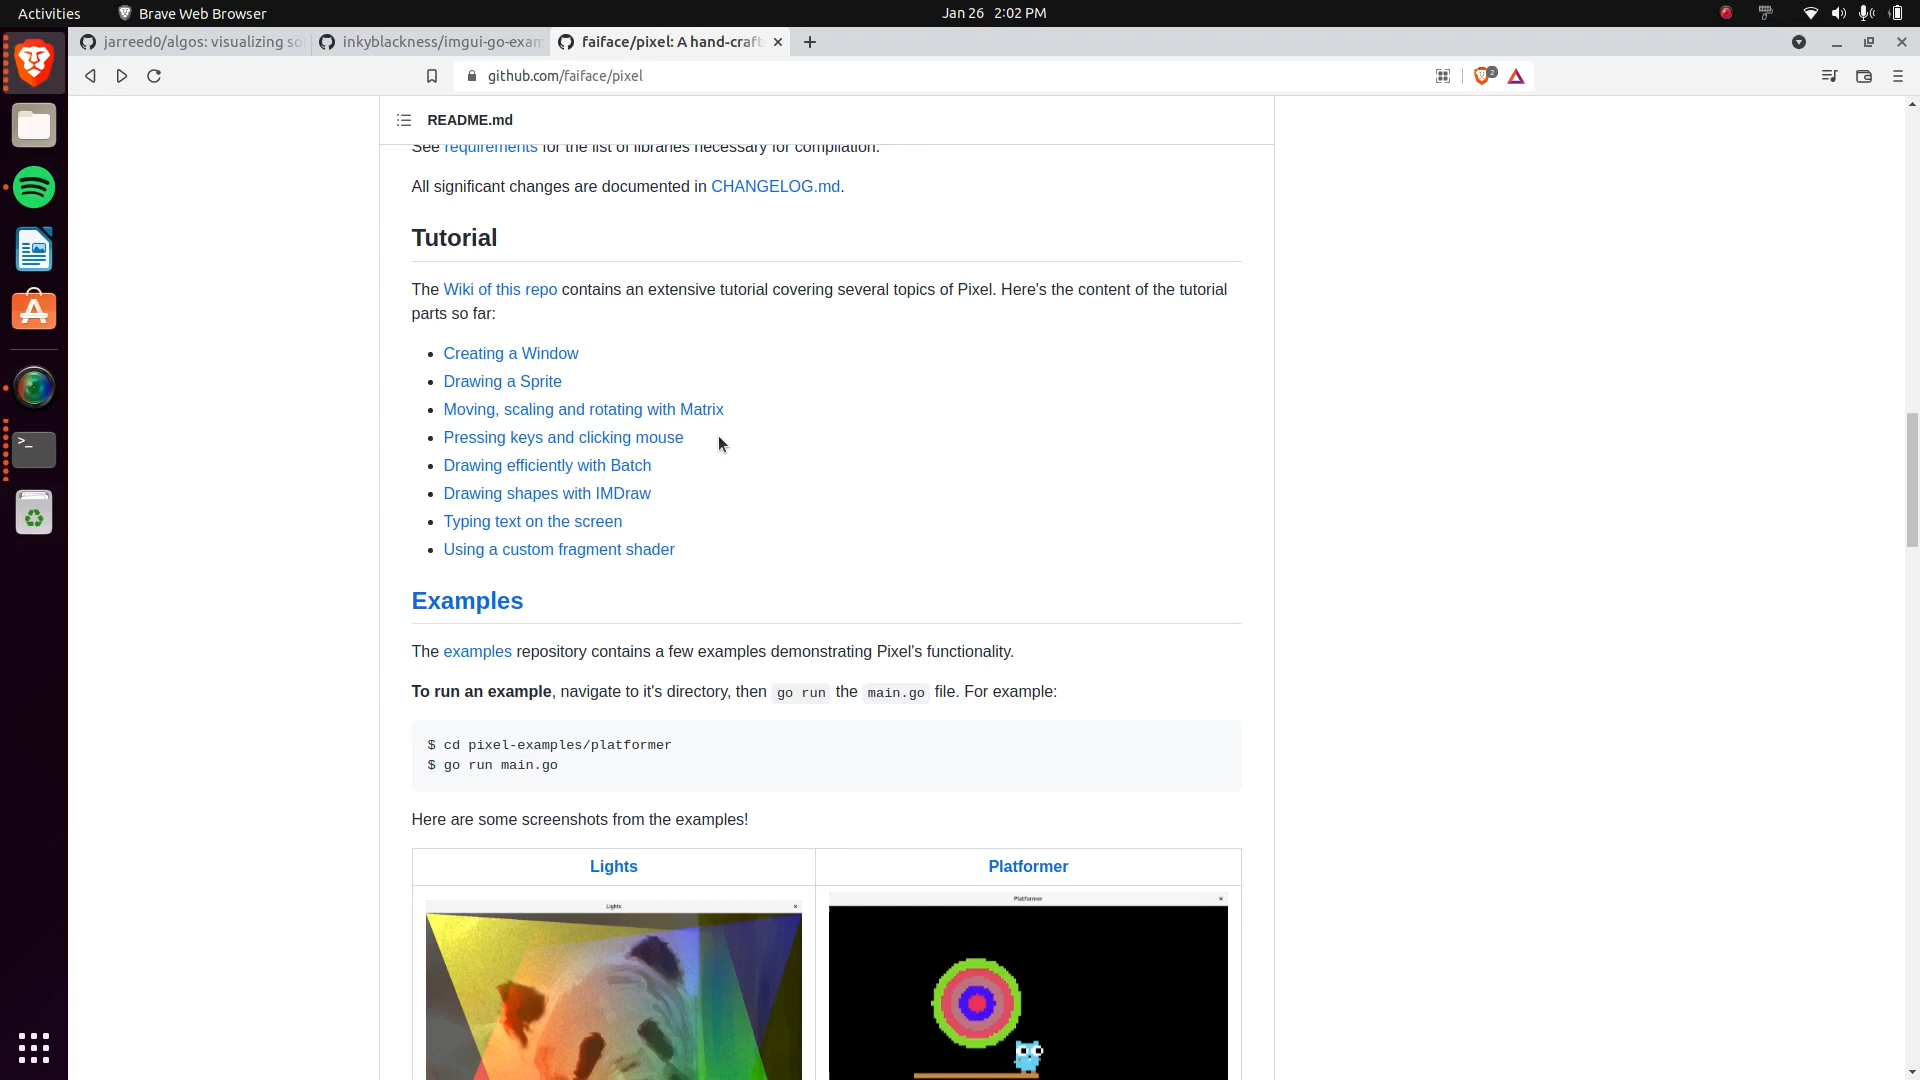 Activities
Brave Web Browser
Jan 26 2:02 PM
jarreed0/algos: visualizing so
inkyblackness/imgui-go-exam
faiface/pixel: A hand-craft
github.com/faiface/pixel
2
README.md
See requirements for the list of libraries necessary for compilation.
All significant changes are documented in CHANGELOG.md.
Tutorial
The Wiki of this repo contains an extensive tutorial covering several topics of Pixel. Here's the content of the tutorial
parts so far:
Creating a Window
Drawing a Sprite
Moving, scaling and rotating with Matrix
Pressing keys and clicking mouse
Drawing efficiently with Batch
Drawing shapes with IMDraw
Typing text on the screen
Using a custom fragment shader
Examples
The examples repository contains a few examples demonstrating Pixel's functionality.
To run an example, navigate to it's directory, then go run the main.go file. For example:
$ cd pixel-examples/platformer
$ go run main.go
Here are some screenshots from the examples!
Lights
Platformer
Lights
Platformer